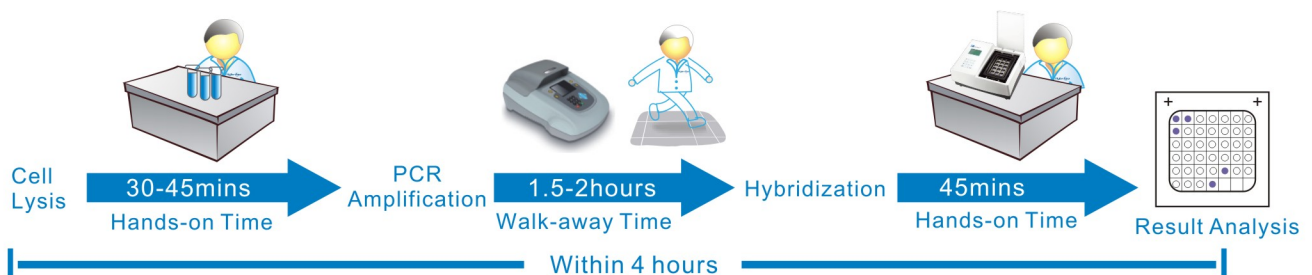 Cell
Lysis
30-45mins
Hands-on Time
PCR
Amplification
1.5-2hours
Walk-away Time
Hybridization
45mins
Hands-on Time
Result Analysis
Within 4 hours